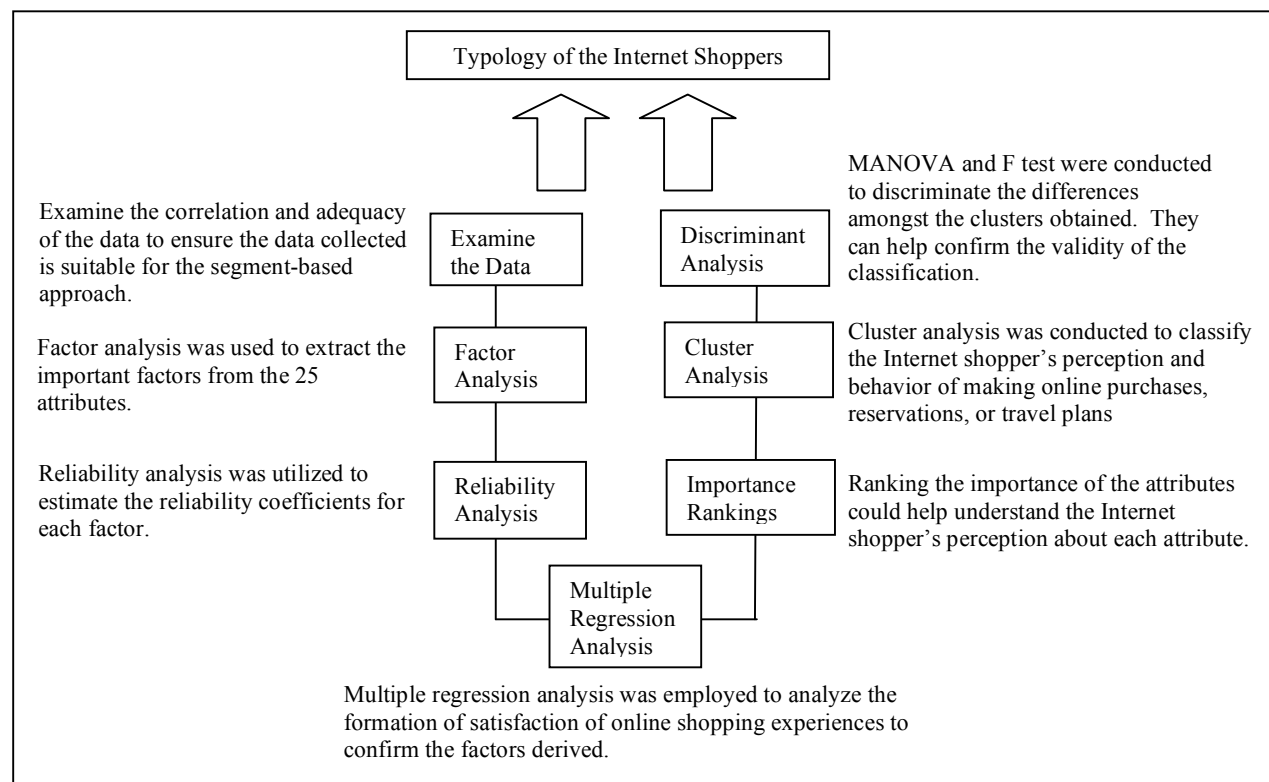 Typology of the Internet Shoppers
Examine the correlation and adequacy
of the data to ensure the data collected
is suitable for the segment-based
approach.
Examine
the Data
Discriminant
Analysis
MANOVA and F test were conducted
to discriminate the differences
amongst the clusters obtained.  They
can help confirm the validity of the
classification.
Factor analysis was used to extract the
important factors from the 25
attributes.
Factor
Analysis
Cluster
Analysis
Cluster analysis was conducted to classify
the Internet shopper’s perception and
behavior of making online purchases,
reservations, or travel plans
Reliability analysis was utilized to
estimate the reliability coefficients for
each factor.
Reliability
Analysis
Importance
Rankings
Ranking the importance of the attributes
could help understand the Internet
shopper’s perception about each attribute.
Multiple
Regression
Analysis
Multiple regression analysis was employed to analyze the
formation of satisfaction of online shopping experiences to
confirm the factors derived.